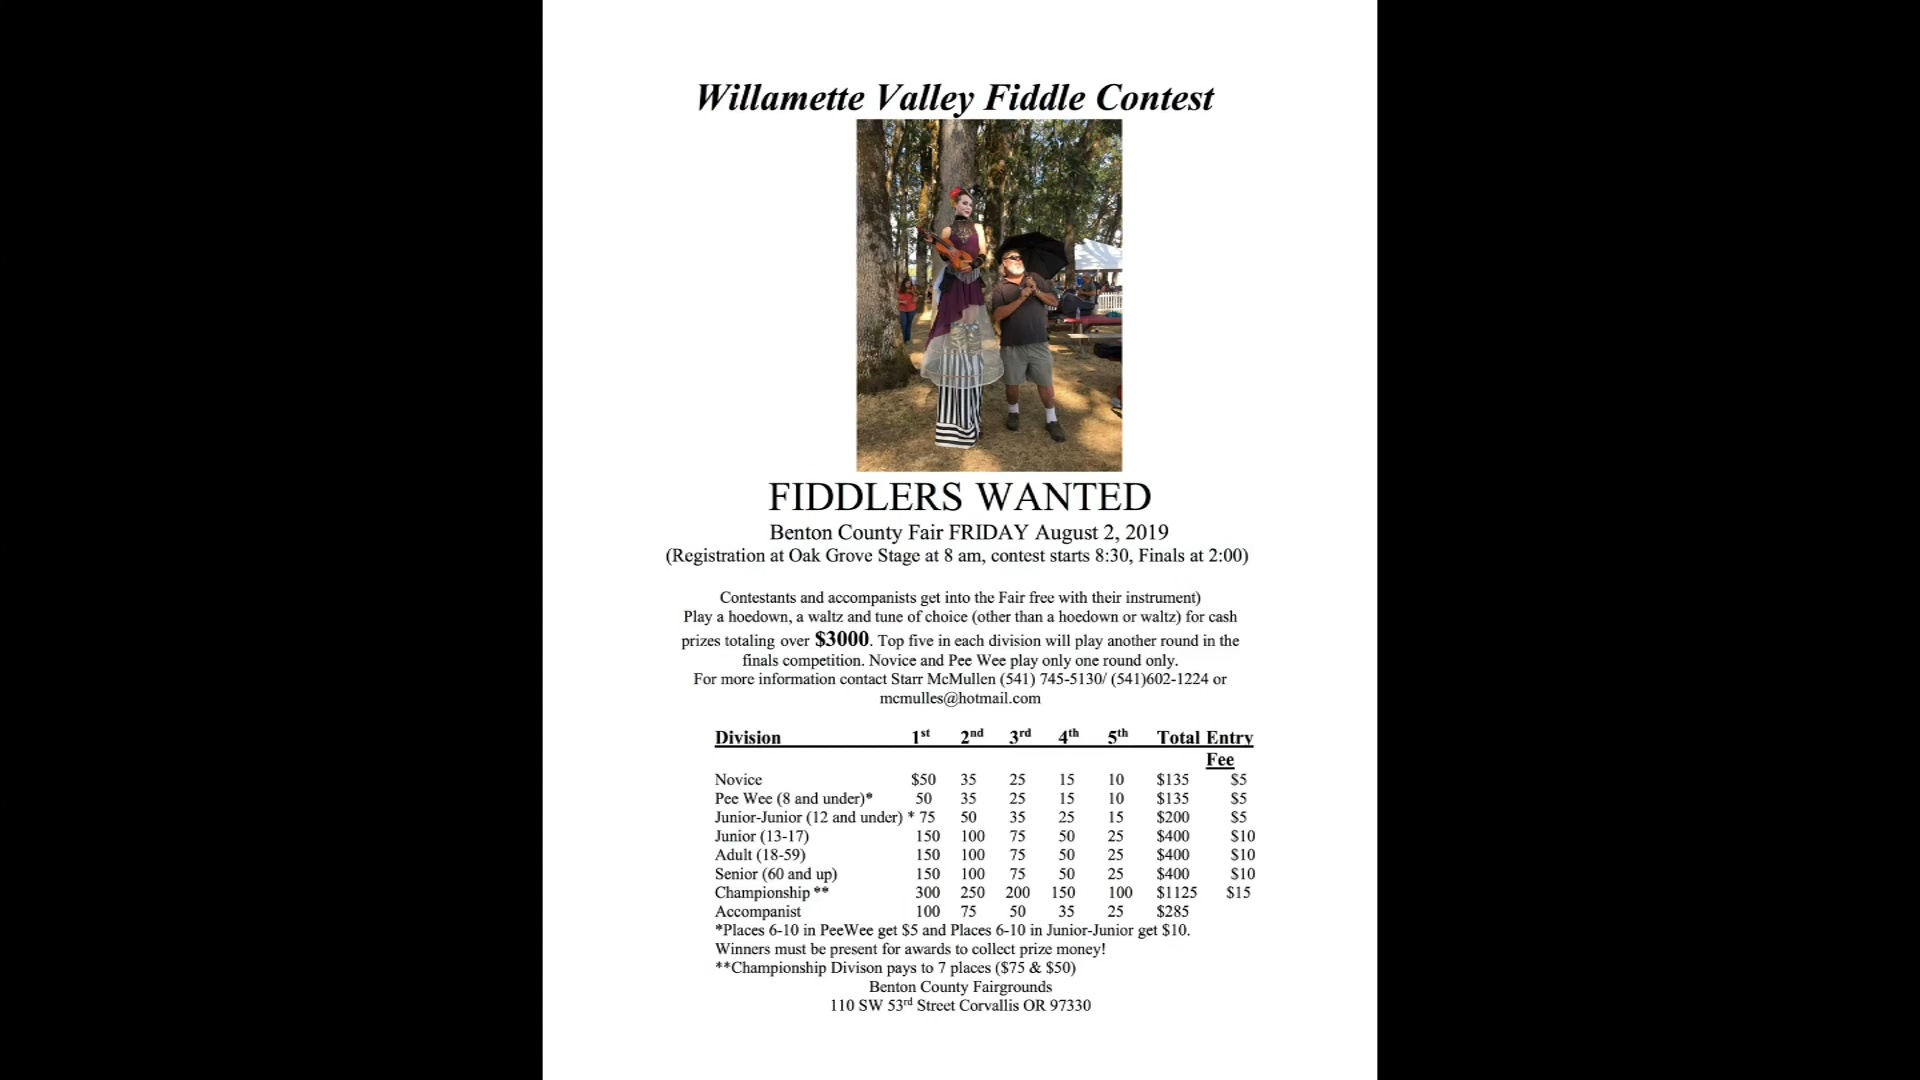 Willamette Valley Fiddle Contest
FIDDLERS WANTED
Benton County Fair FRIDAY August 2, 2019
(Registration at Oak Grove Stage at 8 am, contest starts 8:30, Finals at 2:00)
Contestants and accompanists get into the Fair free with their instrument)
Play a hoedown, a waltz and tune of choice (other than a hoedown or waltz) for cash
prizes totaling over $3000. Top five in each division will play another round in the
finals competition. Novice and Pee Wee play only one round only.
For more information contact Starr McMullen (541) 745-5130/ (541)602-1224 or
mcmulles@hotmail.com
Division 1st 2nd 3rd 4th 5th Total Entry
Fee
Novice $50 35 25 15 10 $135 $5
Pee Wee (8 and under)* 50 35 25 15 10 $135 $5
Junior-Junior (12 and under) * 75 50 35 25 15 $200 $5
Junior (13-17) 150 100 75 50 25 $400 $10
Adult (18-59) 150 100 75 50 25 $400 $10
Senior (60 and up) 150 100 75 50 25 $400 $10
Championship ** 300 250 200 150 100 $1125 $15
Accompanist 100 75 50 35 25 $285
*Places 6-10 in PeeWee get $5 and Places 6-10 in Junior-Junior get $10.
Winners must be present for awards to collect prize money!
**Championship Divison pays to 7 places ($75 & $50)
Benton County Fairgrounds
110 SW 53rd Street Corvallis OR 97330